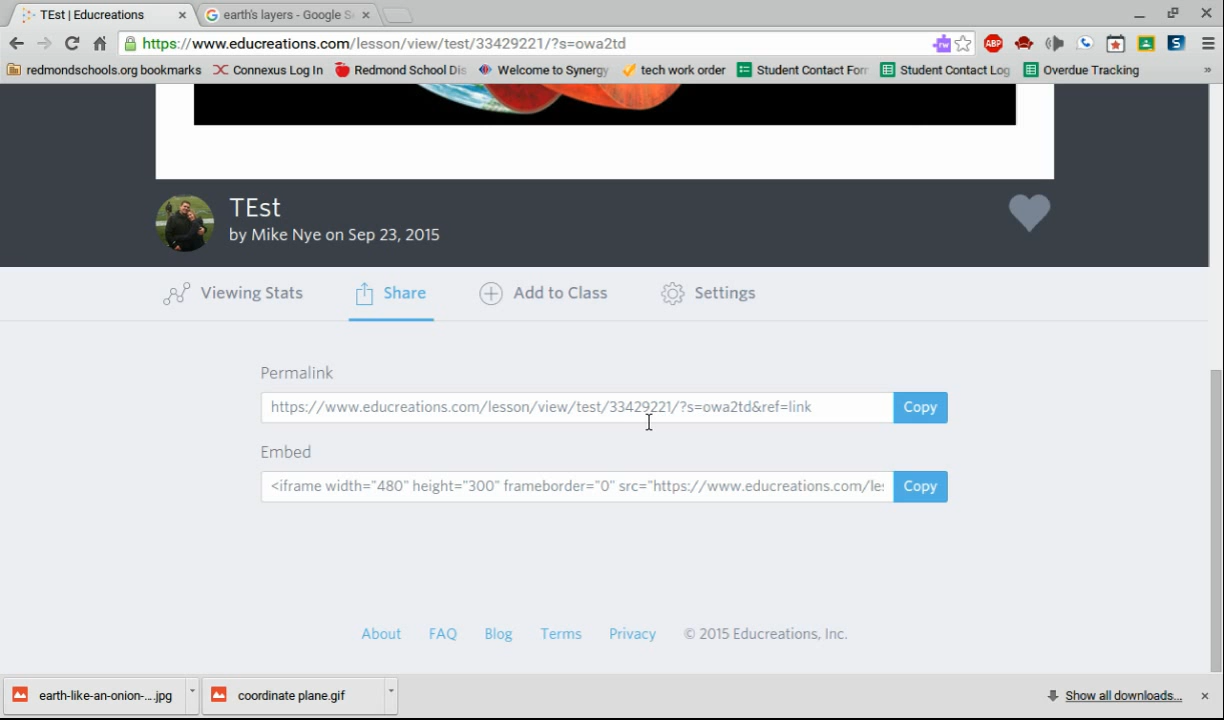 TEst | Educreations
earth's layers - Google S
https://www.educreations.com/lesson/view/test/33429221/?s=owa2td
rw
ABP
S
redmondschools.org bookmarks
Connexus Log In
Redmond School Dis
Welcome to Synergy
tech work order
Student Contact Form
Student Contact Log
Overdue Tracking
TEst
by Mike Nye on Sep 23, 2015
Viewing Stats
Share
Add to Class
Settings
Permalink
https://www.educreations.com/lesson/view/test/33429221/?s=owa2td&ref=link
Copy
Embed
<iframe width="480" height="300" frameborder="0" src="https://www.educreations.com/les
Copy
About
FAQ
Blog
Terms
Privacy
© 2015 Educreations, Inc.
earth-like-an-onion-....jpg
coordinate plane.gif
Show all downloads...